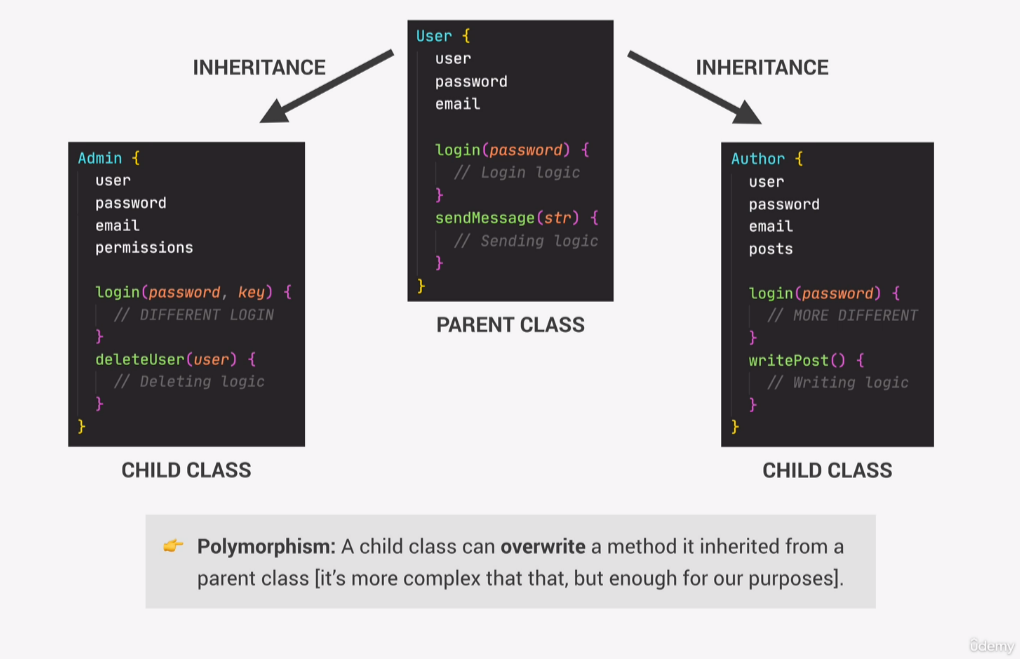 User {
user
password
email
login(password) {
// Login logic
}
sendMessage(str) {
// Sending logic
}
}
PARENT CLASS
INHERITANCE
INHERITANCE
Admin {
user
password
email
permissions
login(password, key) {
// DIFFERENT LOGIN
}
deleteUser(user) {
// Deleting logic
}
}
CHILD CLASS
Author {
user
password
email
posts
login(password) {
// MORE DIFFERENT
}
writePost() {
// Writing logic
}
}
CHILD CLASS
👉 Polymorphism: A child class can overwrite a method it inherited from a
parent class [it’s more complex that that, but enough for our purposes].
ûdemy